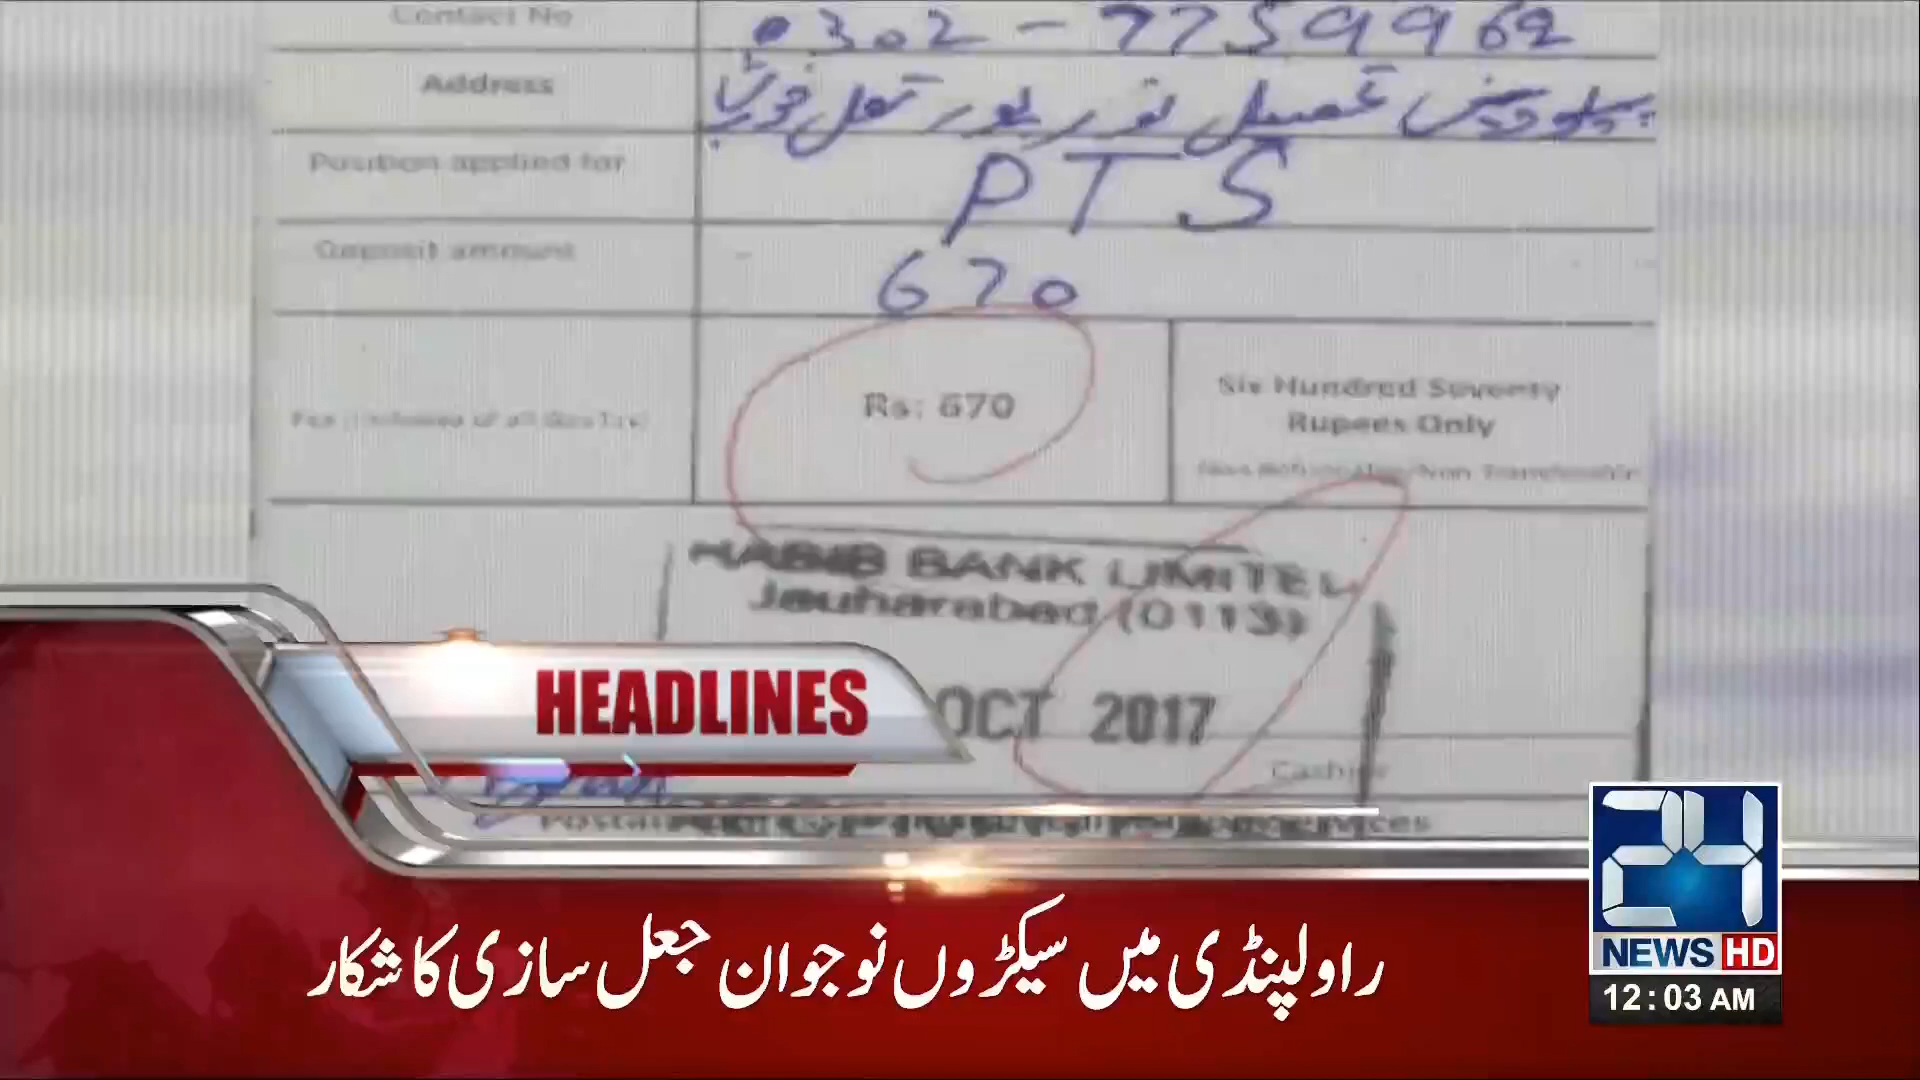 Contact No
0302-7759962
Address
Position applied for
PTS
Deposit amount
670
Rs: 670
Six Hundred Seventy
Rupees Only
HABIB BANK LIMITED
Jauharabad (0113)
OCT 2017
Cashier
HEADLINES
راولپنڈی میں سیکڑوں نوجوان جعل سازی کا شکار
24
NEWS HD
12:03 AM